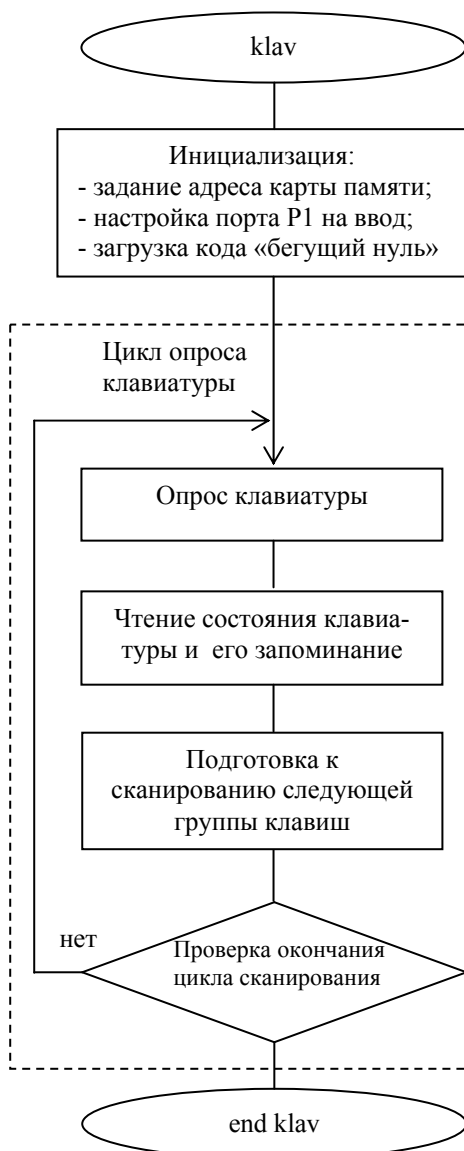 klav
Инициализация:
- задание адреса карты памяти;
- настройка порта P1 на ввод;
- загрузка кода «бегущий нуль»
Цикл опроса
клавиатуры
Опрос клавиатуры
Чтение состояния клавиа-
туры и его запоминание
Подготовка к
сканированию следующей
группы клавиш
нет
Проверка окончания
цикла сканирования
end klav